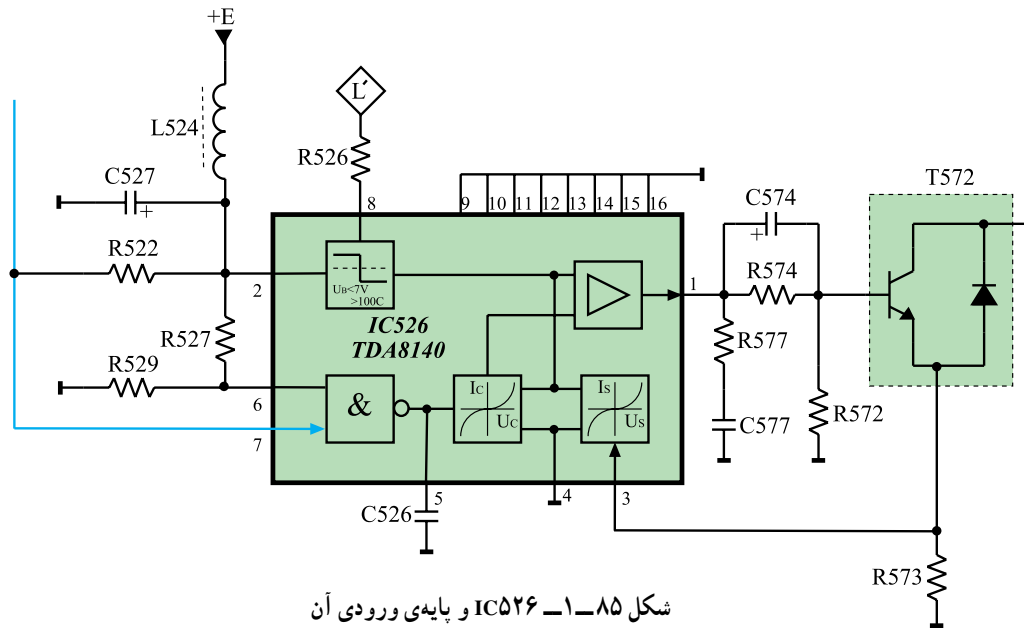 +E
L524
L´
R526
C527
+
R522
R527
R529
8
9 10 11 12 13 14 15 16
2
6
7
UB<7V
>100C
IC526
TDA8140
&
IC
UC
IS
US
1
5
4
3
C526
C574
+
R574
R577
C577
R572
T572
R573
شکل ۸۵ــ۱ــ IC۵۲۶ و پایه‌ی ورودی آن